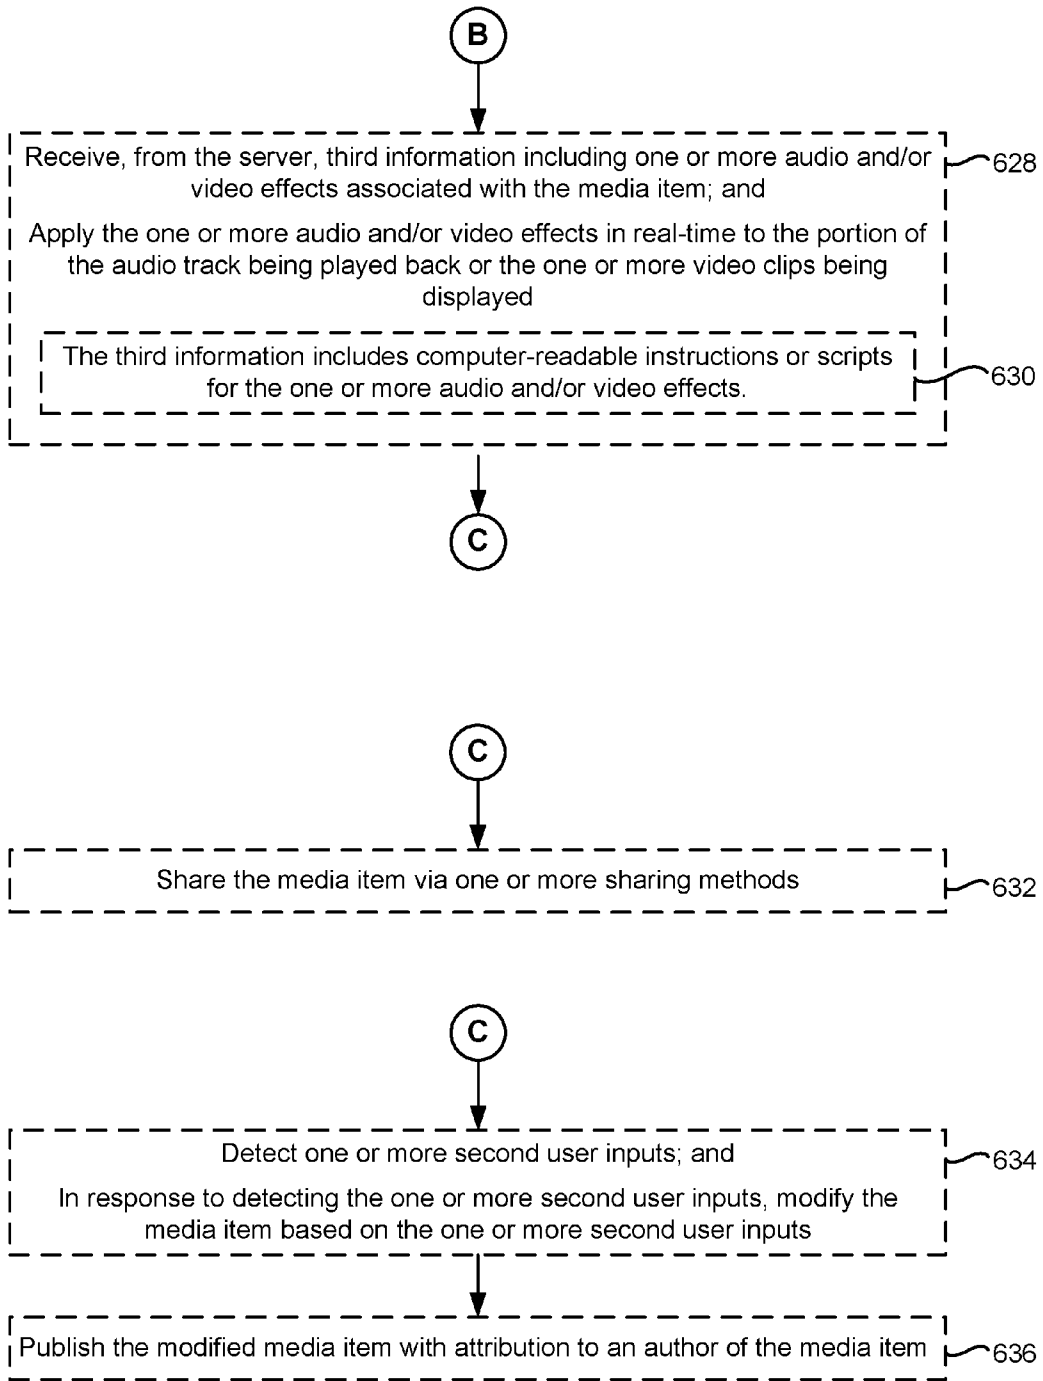 B
Receive, from the server, third information including one or more audio and/or
video effects associated with the media item; and
628
Apply the one or more audio and/or video effects in real-time to the portion of
the audio track being played back or the one or more video clips being
displayed
The third information includes computer-readable instructions or scripts
for the one or more audio and/or video effects.
630
C
C
Share the media item via one or more sharing methods
632
C
Detect one or more second user inputs; and
634
In response to detecting the one or more second user inputs, modify the
media item based on the one or more second user inputs
Publish the modified media item with attribution to an author of the media item
636